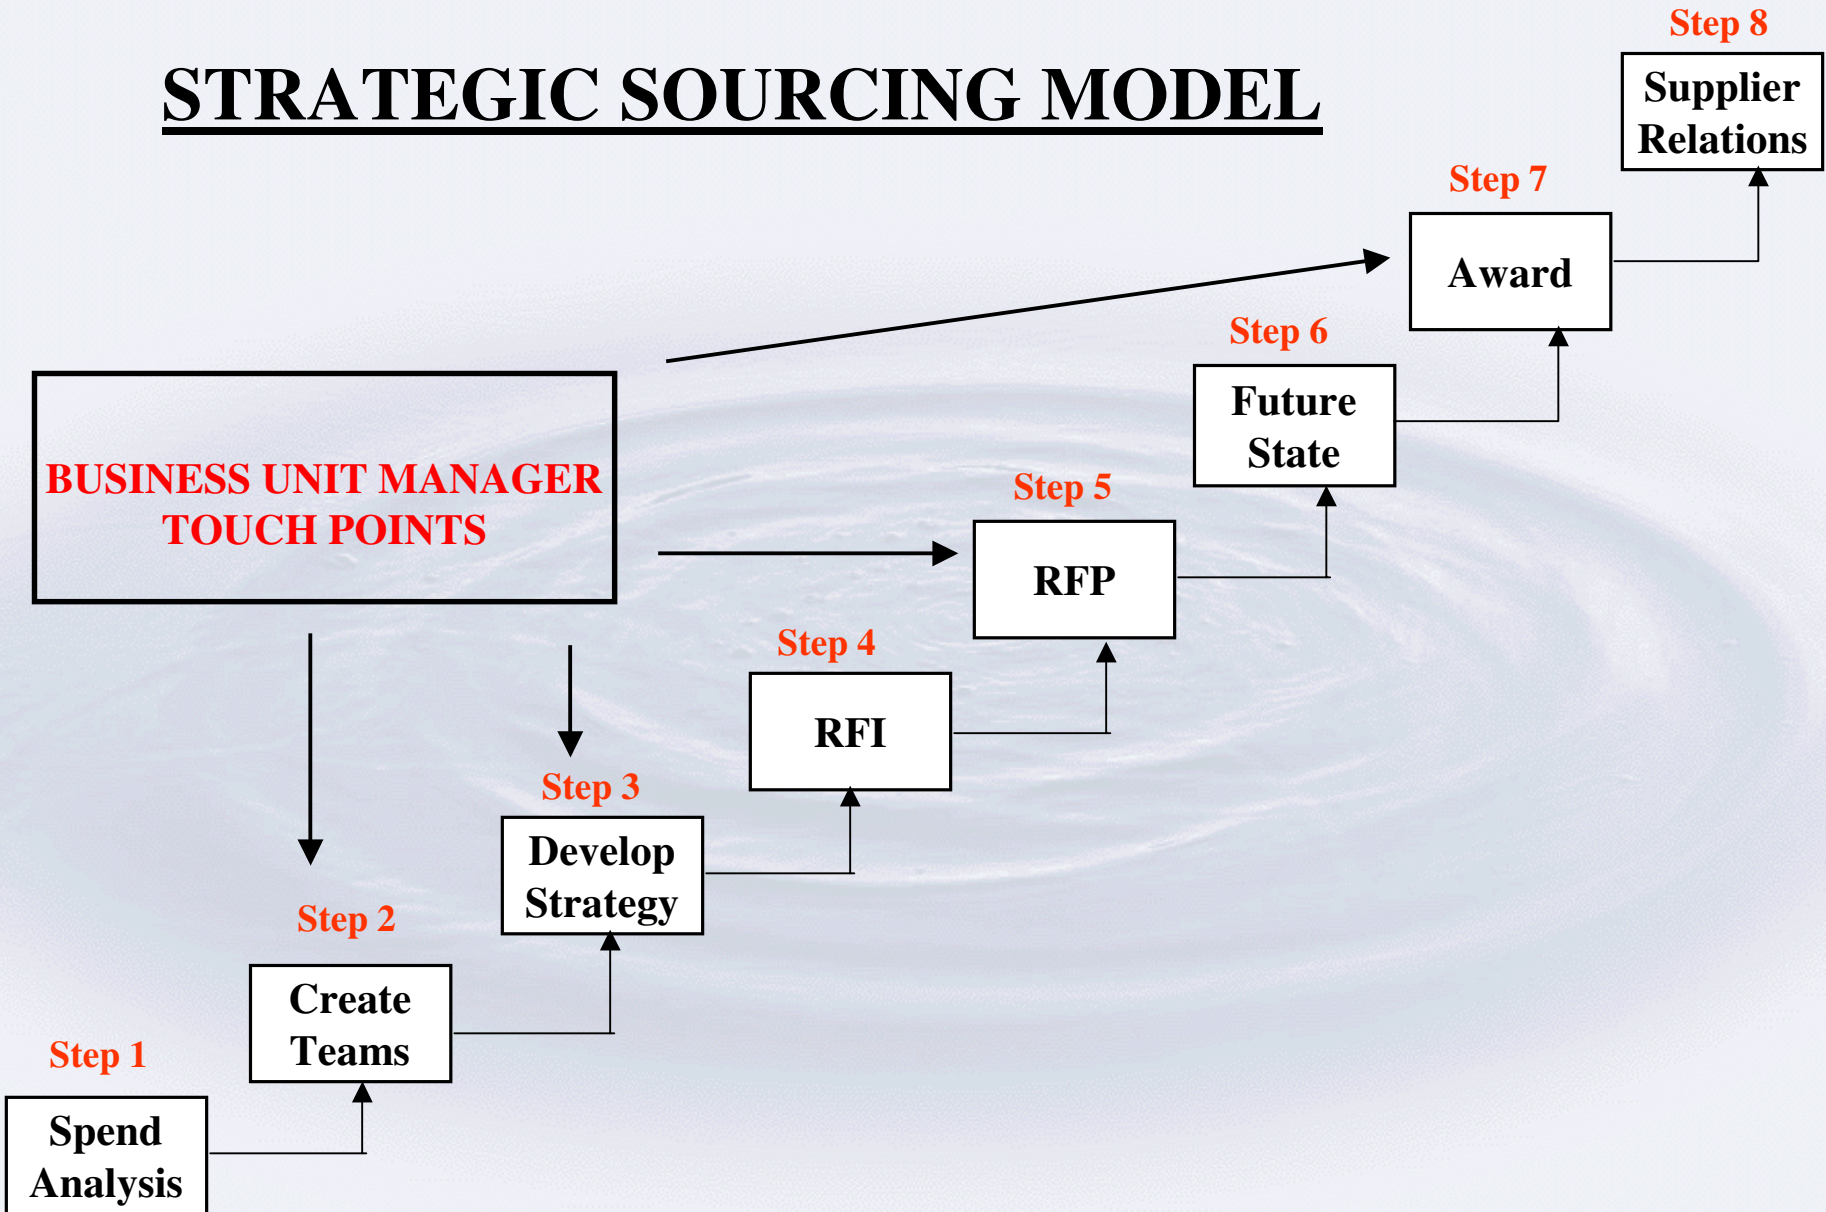 STRATEGIC SOURCING MODEL
Step 8
Supplier
Relations
Step 7
Award
Step 6
Future
State
BUSINESS UNIT MANAGER
TOUCH POINTS
Step 5
RFP
Step 4
RFI
Step 3
Develop
Strategy
Step 2
Create
Teams
Step 1
Spend
Analysis